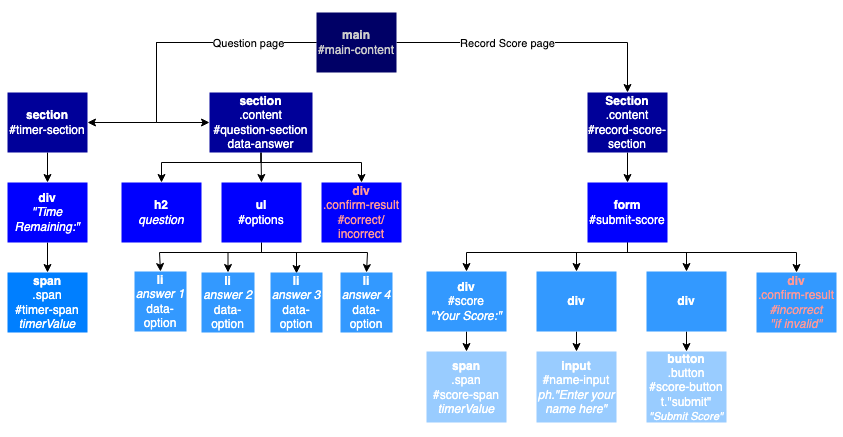 main
#main-content
Question page
Record Score page
section
#timer-section
section
.content
#question-section
data-answer
Section
.content
#record-score-
section
div
"Time
Remaining:"
h2
question
ul
#options
div
.confirm-result
#correct/
incorrect
form
#submit-score
span
.span
#timer-span
timerValue
li
answer 1
data-
option
li
answer 2
data-
option
li
answer 3
data-
option
li
answer 4
data-
option
div
#score
"Your Score:"
div
div
div
.confirm-result
#incorrect
"if invalid"
span
.span
#score-span
timerValue
input
#name-input
ph."Enter your
name here"
button
.button
#score-button
t."submit"
"Submit Score"